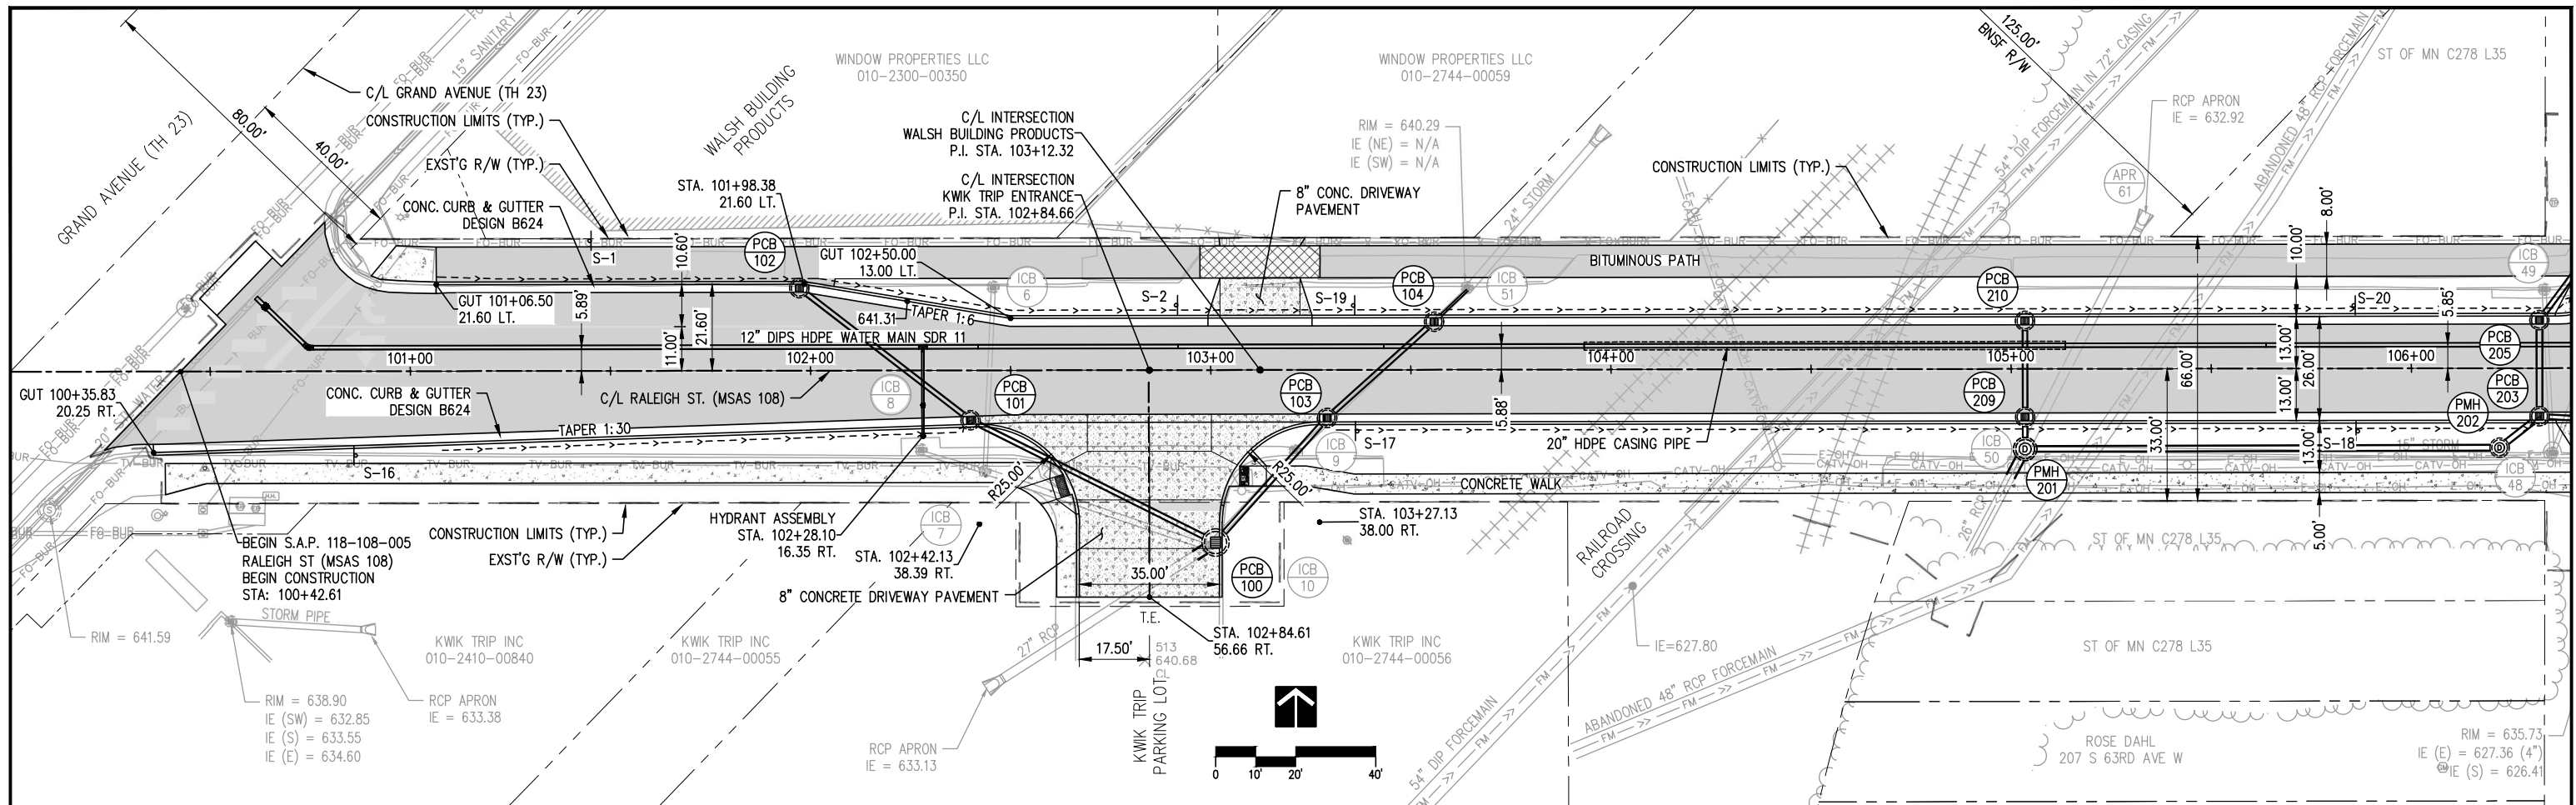 GRAND AVENUE (TH 23)
80.00'
40.00'
15" SANITARY
FO-BUR
C/L GRAND AVENUE (TH 23)
CONSTRUCTION LIMITS (TYP.)
EXST'G R/W (TYP.)
CONC. CURB & GUTTER
DESIGN B624
WALSH BUILDING
PRODUCTS
WINDOW PROPERTIES LLC
010-2300-00350
STA. 101+98.38
21.60 LT.
C/L INTERSECTION
WALSH BUILDING PRODUCTS
P.I. STA. 103+12.32
C/L INTERSECTION
KWIK TRIP ENTRANCE
P.I. STA. 102+84.66
WINDOW PROPERTIES LLC
010-2744-00059
RIM = 640.29
IE (NE) = N/A
IE (SW) = N/A
8" CONC. DRIVEWAY
PAVEMENT
24" STORM
CONSTRUCTION LIMITS (TYP.)
125.00'
BNSF R/W
54" DIP FORCEMAIN IN 72" CASING
ABANDONED 48" RCP FORCEMAIN
ST OF MN C278 L35
RCP APRON
IE = 632.92
APR
61
8.00'
10.00'
S-1
10.60'
PCB
102
GUT 102+50.00
13.00 LT.
ICB
6
S-2
S-19
PCB
104
ICB
51
BITUMINOUS PATH
PCB
210
S-20
5.85'
ICB
49
GUT 101+06.50
21.60 LT.
5.89'
11.00'
21.60'
641.31
TAPER 1:6
12" DIPS HDPE WATER MAIN SDR 11
101+00
102+00
103+00
104+00
105+00
106+00
13.00'
26.00'
66.00'
PCB
205
20" ST. WATER
GUT 100+35.83
20.25 RT.
CONC. CURB & GUTTER
DESIGN B624
C/L RALEIGH ST. (MSAS 108)
ICB
8
PCB
101
PCB
103
5.88'
PCB
209
13.00'
33.00'
PCB
203
PMH
202
TAPER 1:30
S-16
TV-BUR
R25.00'
R25.00'
ICB
9
S-17
20" HDPE CASING PIPE
CONCRETE WALK
CATV-OH
E-OH
ICB
50
PMH
201
13.00'
S-18
15" STORM
ICB
48
5.00'
BEGIN S.A.P. 118-108-005
RALEIGH ST (MSAS 108)
BEGIN CONSTRUCTION
STA: 100+42.61
CONSTRUCTION LIMITS (TYP.)
EXST'G R/W (TYP.)
HYDRANT ASSEMBLY
STA. 102+28.10
16.35 RT.
ICB
7
STA. 102+42.13
38.39 RT.
8" CONCRETE DRIVEWAY PAVEMENT
35.00'
PCB
100
ICB
10
STA. 103+27.13
38.00 RT.
RAILROAD
CROSSING
26" RCP
ST OF MN C278 L35
RIM = 641.59
STORM PIPE
KWIK TRIP INC
010-2410-00840
KWIK TRIP INC
010-2744-00055
27" RCP
T.E.
17.50'
513
640.68
CL
STA. 102+84.61
56.66 RT.
KWIK TRIP INC
010-2744-00056
IE=627.80
ABANDONED 48" RCP FORCEMAIN
FM
ST OF MN C278 L35
RIM = 638.90
IE (SW) = 632.85
IE (S) = 633.55
IE (E) = 634.60
RCP APRON
IE = 633.38
RCP APRON
IE = 633.13
KWIK TRIP
PARKING LOT
0 10' 20' 40'
54" DIP FORCEMAIN
ROSE DAHL
207 S 63RD AVE W
RIM = 635.73
IE (E) = 627.36 (4")
IE (S) = 626.41